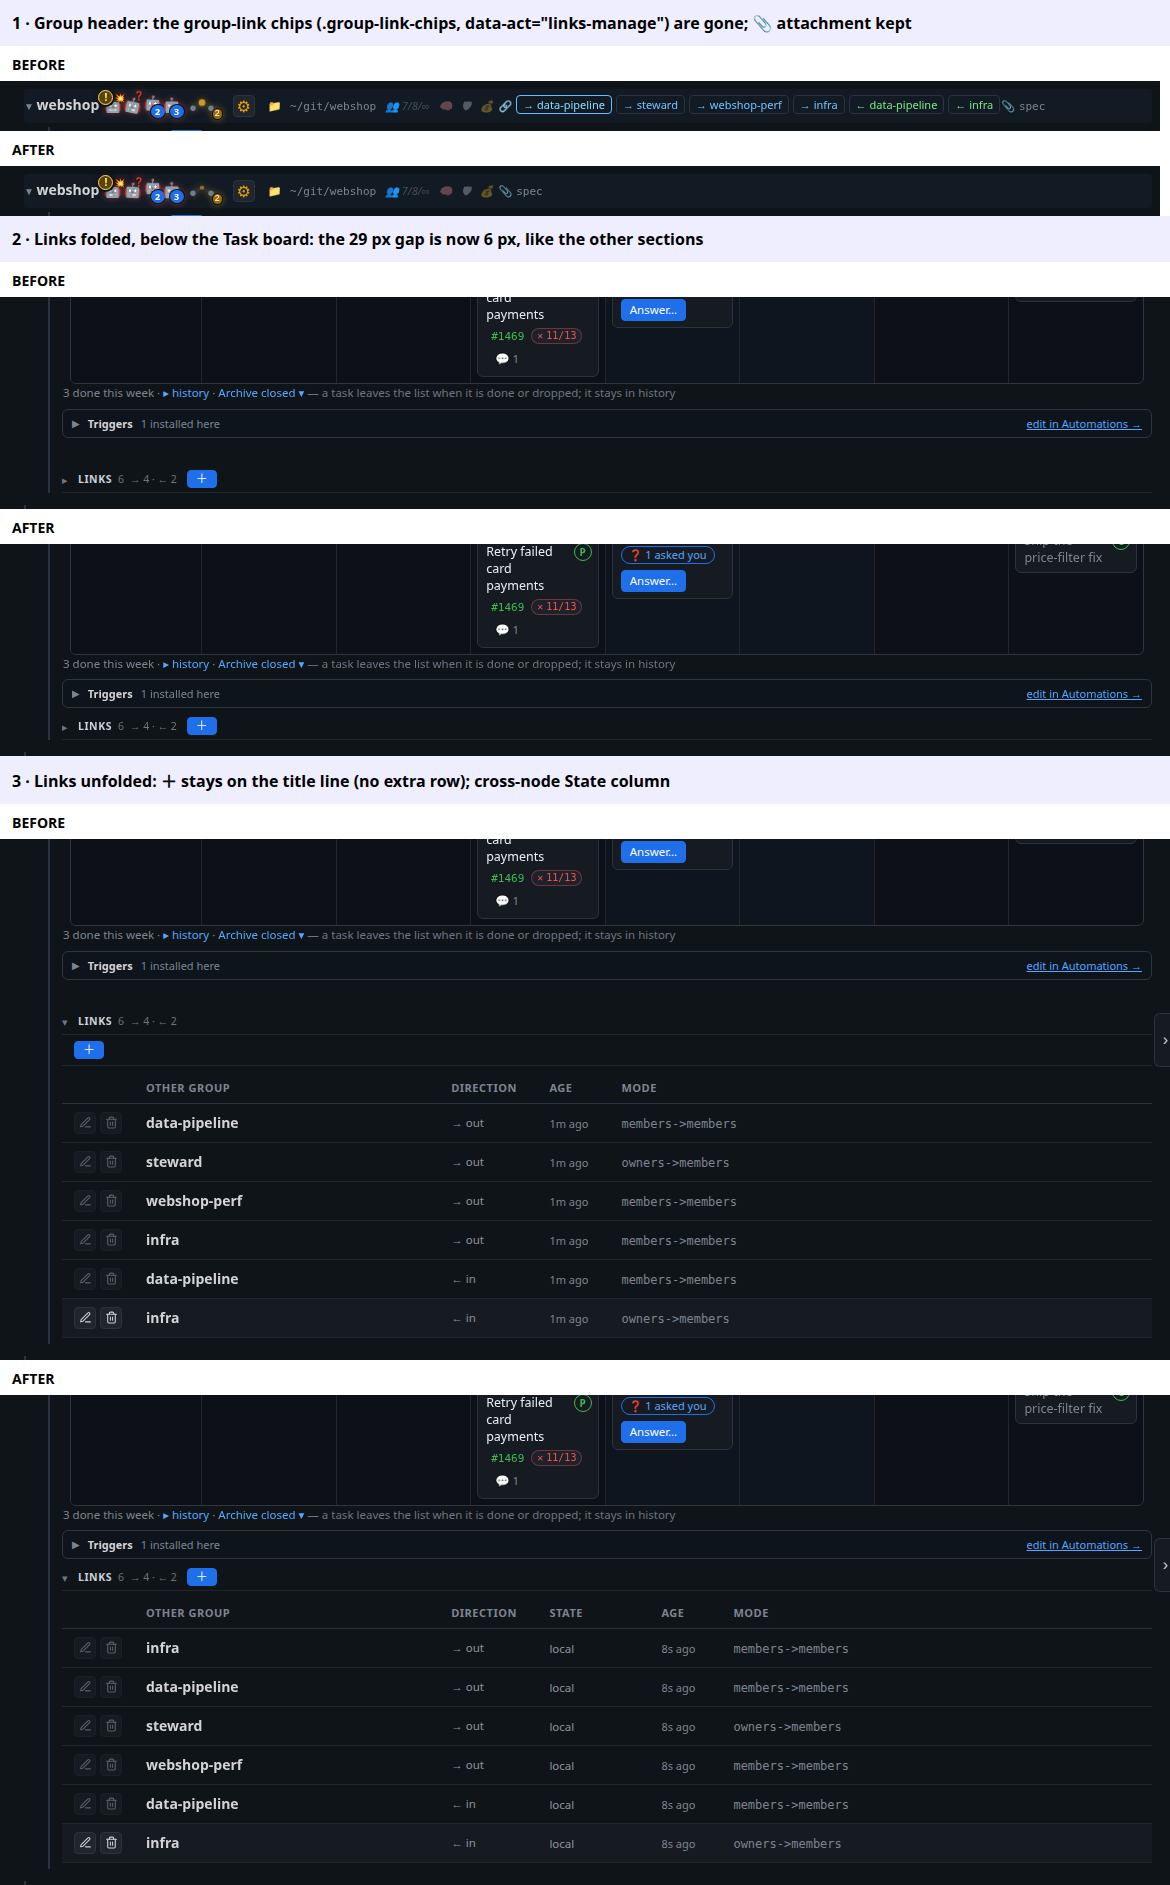 1 · Group header: the group-link chips (.group-link-chips, data-act="links-manage") are gone; 📎 attachment kept
BEFORE
▾ webshop ! ? 2 3 2 ⚙ 📁 ~/git/webshop 👥 7/8/∞ 🧠 🛡 💰 🔗 → data-pipeline → steward → webshop-perf → infra ← data-pipeline ← infra 📎 spec
AFTER
▾ webshop ! ? 2 3 2 ⚙ 📁 ~/git/webshop 👥 7/8/∞ 🧠 🛡 💰 📎 spec
2 · Links folded, below the Task board: the 29 px gap is now 6 px, like the other sections
BEFORE
card
payments
Answer…
#1469 × 11/13
💬 1
3 done this week · ▸ history · Archive closed ▾ — a task leaves the list when it is done or dropped; it stays in history
▶ Triggers 1 installed here edit in Automations →
▸ LINKS 6 → 4 · ← 2 +
AFTER
Retry failed P
card
payments
❓ 1 asked you
Answer…
price-filter fix
#1469 × 11/13
💬 1
3 done this week · ▸ history · Archive closed ▾ — a task leaves the list when it is done or dropped; it stays in history
▶ Triggers 1 installed here edit in Automations →
▸ LINKS 6 → 4 · ← 2 +
3 · Links unfolded: + stays on the title line (no extra row); cross-node State column
BEFORE
card
payments
Answer…
#1469 × 11/13
💬 1
3 done this week · ▸ history · Archive closed ▾ — a task leaves the list when it is done or dropped; it stays in history
▶ Triggers 1 installed here edit in Automations →
▾ LINKS 6 → 4 · ← 2
+
OTHER GROUP DIRECTION AGE MODE
data-pipeline → out 1m ago members->members
steward → out 1m ago owners->members
webshop-perf → out 1m ago members->members
infra → out 1m ago members->members
data-pipeline ← in 1m ago members->members
infra ← in 1m ago owners->members
AFTER
Retry failed P
card
payments
❓ 1 asked you
Answer…
price-filter fix
#1469 × 11/13
💬 1
3 done this week · ▸ history · Archive closed ▾ — a task leaves the list when it is done or dropped; it stays in history
▶ Triggers 1 installed here edit in Automations →
▾ LINKS 6 → 4 · ← 2 +
OTHER GROUP DIRECTION STATE AGE MODE
infra → out local 8s ago members->members
data-pipeline → out local 8s ago members->members
steward → out local 8s ago owners->members
webshop-perf → out local 8s ago members->members
data-pipeline ← in local 8s ago members->members
infra ← in local 8s ago owners->members